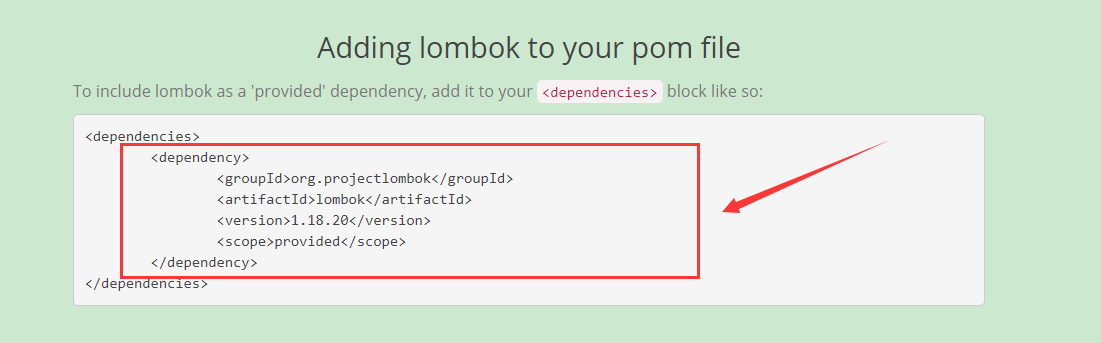 Adding lombok to your pom file
To include lombok as a 'provided' dependency, add it to your <dependencies> block like so:
<dependencies>
<dependency>
<groupId>org.projectlombok</groupId>
<artifactId>lombok</artifactId>
<version>1.18.20</version>
<scope>provided</scope>
</dependency>
</dependencies>